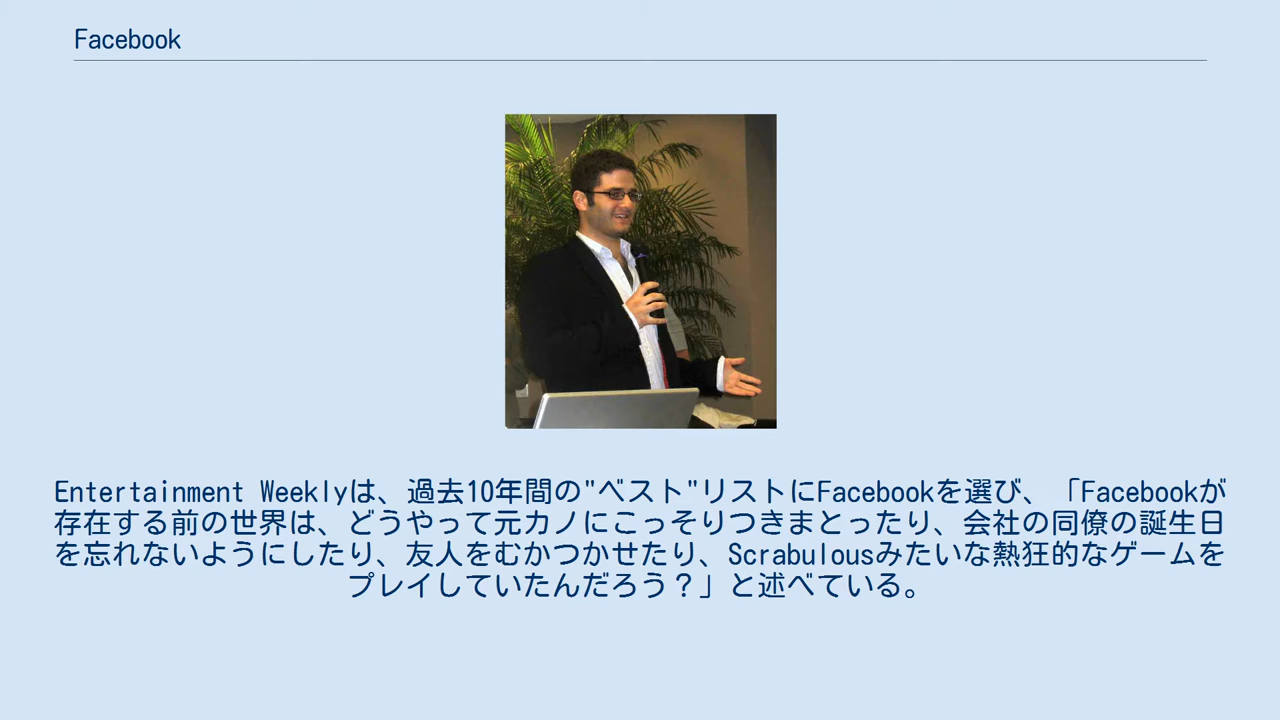 Facebook
Entertainment Weeklyは、過去10年間の"ベスト"リストにFacebookを選び、「Facebookが
存在する前の世界は、どうやって元カノにこっそりつきまとったり、会社の同僚の誕生日
を忘れないようにしたり、友人をむかつかせたり、Scrabulousみたいな熱狂的なゲームを
プレイしていたんだろう？」と述べている。